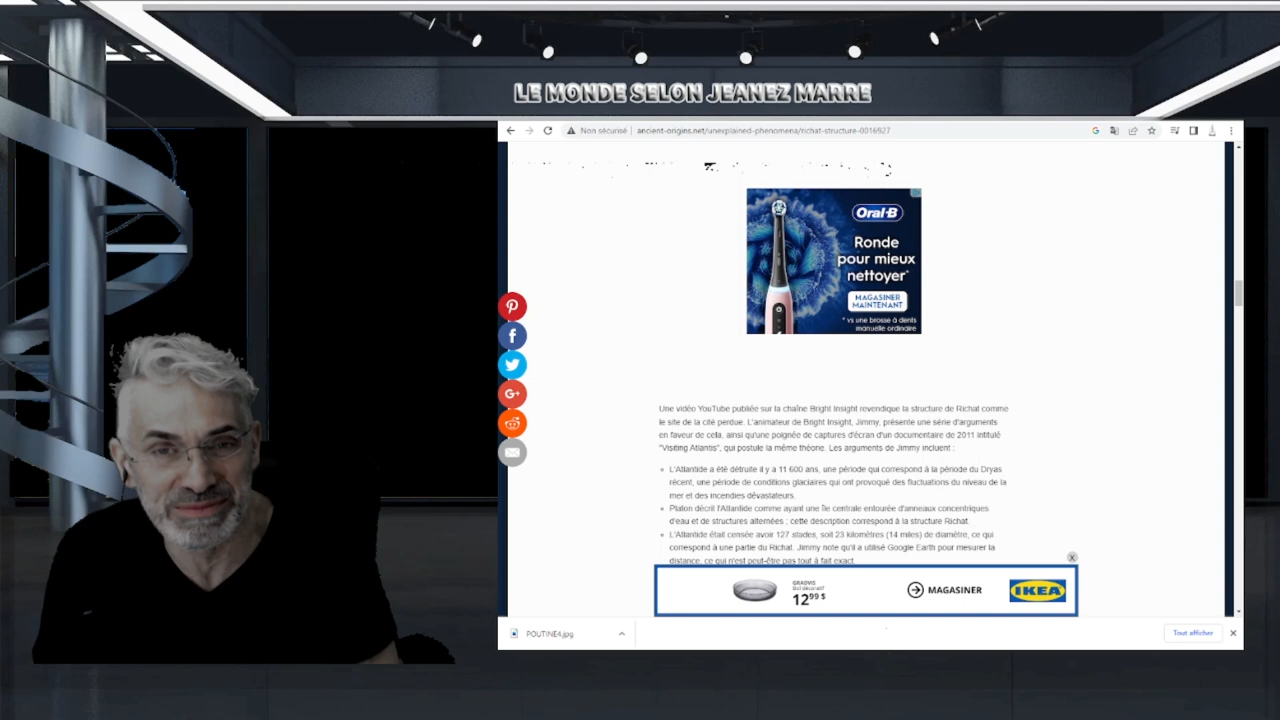 LE MONDE SELON JEANEZ MARRE
Non sécurisé | ancient-origins.net/unexplained-phenomena/richat-structure-0016927
Oral-B
Ronde
pour mieux
nettoyer*
MAGASINER
MAINTENANT
* vs une brosse à dents
manuelle ordinaire
Une vidéo YouTube publiée sur la chaîne Bright Insight revendique la structure de Richat comme
le site de la cité perdue. L'animateur de Bright Insight, Jimmy, présente une série d'arguments
en faveur de cela, ainsi qu'une poignée de captures d'écran d'un documentaire de 2011 intitulé
"Visiting Atlantis", qui postule la même théorie. Les arguments de Jimmy incluent :
L'Atlantide a été détruite il y a 11 600 ans, une période qui correspond à la période du Dryas
récent, une période de conditions glaciaires qui ont provoqué des fluctuations du niveau de la
mer et des incendies dévastateurs.
Platon décrit l'Atlantide comme ayant une île centrale entourée d'anneaux concentriques
d'eau et de structures alternées ; cette description correspond à la structure Richat.
L'Atlantide était censée avoir 127 stades, soit 23 kilomètres (14 miles) de diamètre, ce qui
correspond à une partie du Richat. Jimmy note qu'il a utilisé Google Earth pour mesurer la
distance, ce qui n'est peut-être pas tout à fait exact.
GRADVIS
Bol décoratif
12 99 $
MAGASINER
IKEA
POUTINE4.jpg
Tout afficher